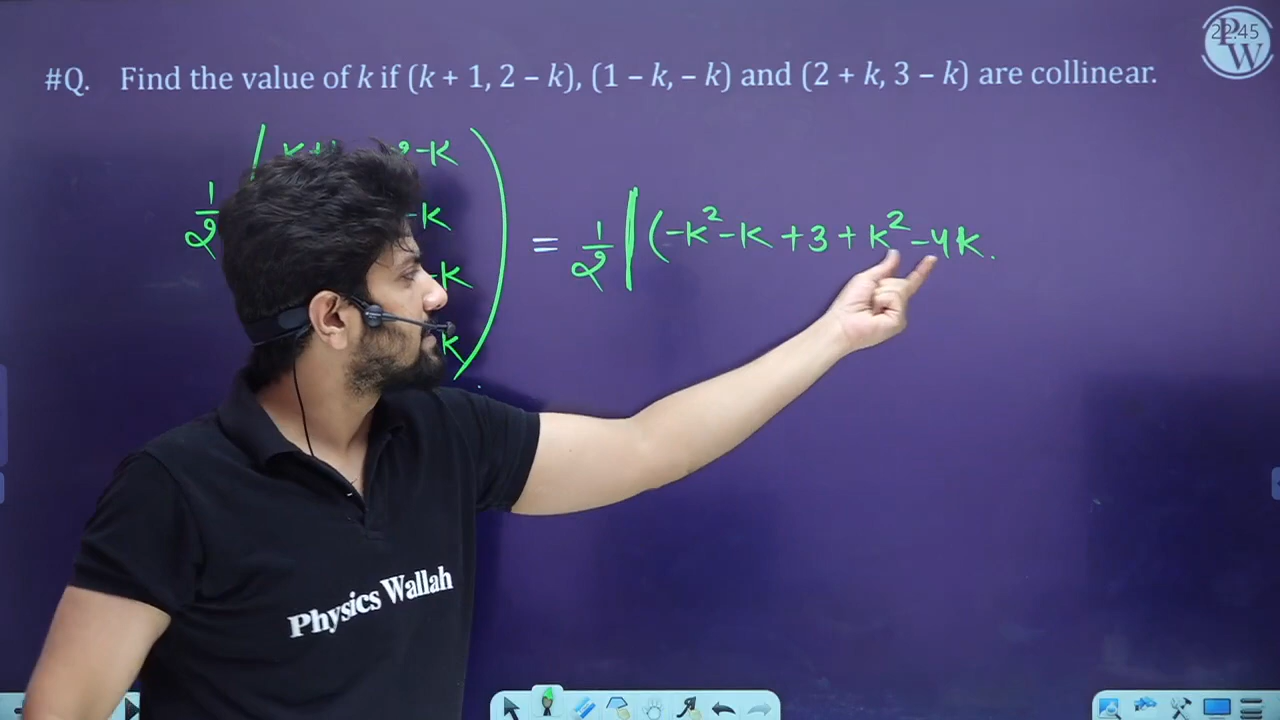 22:45
PW
#Q. Find the value of k if (k + 1, 2 – k), (1 – k, – k) and (2 + k, 3 – k) are collinear.
-K
1/2 | -K ) = 1/2 | (-K² -K +3 + K² -4K.
-K
K
Physics Wallah